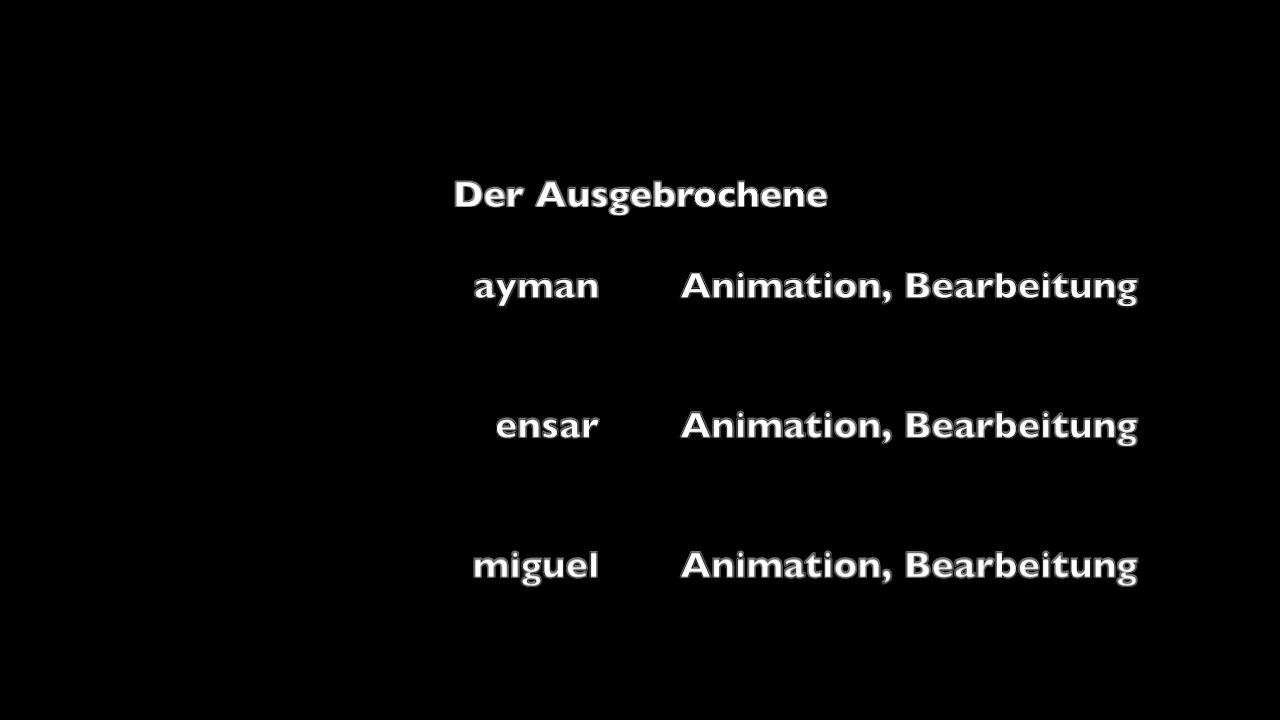 Der Ausgebrochene
ayman Animation, Bearbeitung
ensar Animation, Bearbeitung
miguel Animation, Bearbeitung